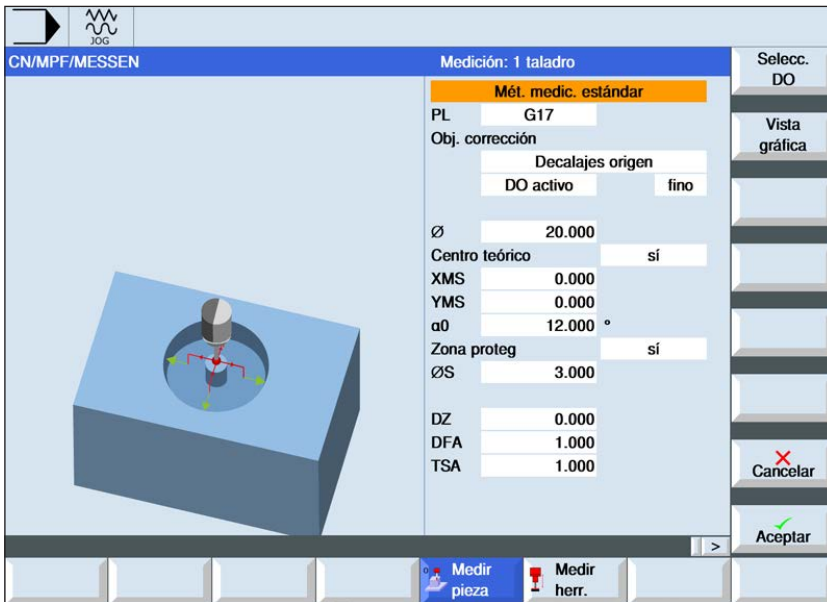 JOG
CN/MPF/MESSEN
Medición: 1 taladro
Mét. medic. estándar
PL G17
Obj. corrección
Decalajes origen
DO activo fino
Ø 20.000
Centro teórico sí
XMS 0.000
YMS 0.000
α0 12.000 °
Zona proteg sí
ØS 3.000
DZ 0.000
DFA 1.000
TSA 1.000
Selecc.
DO
Vista
gráfica
Cancelar
Aceptar
>
Medir
pieza
Medir
herr.